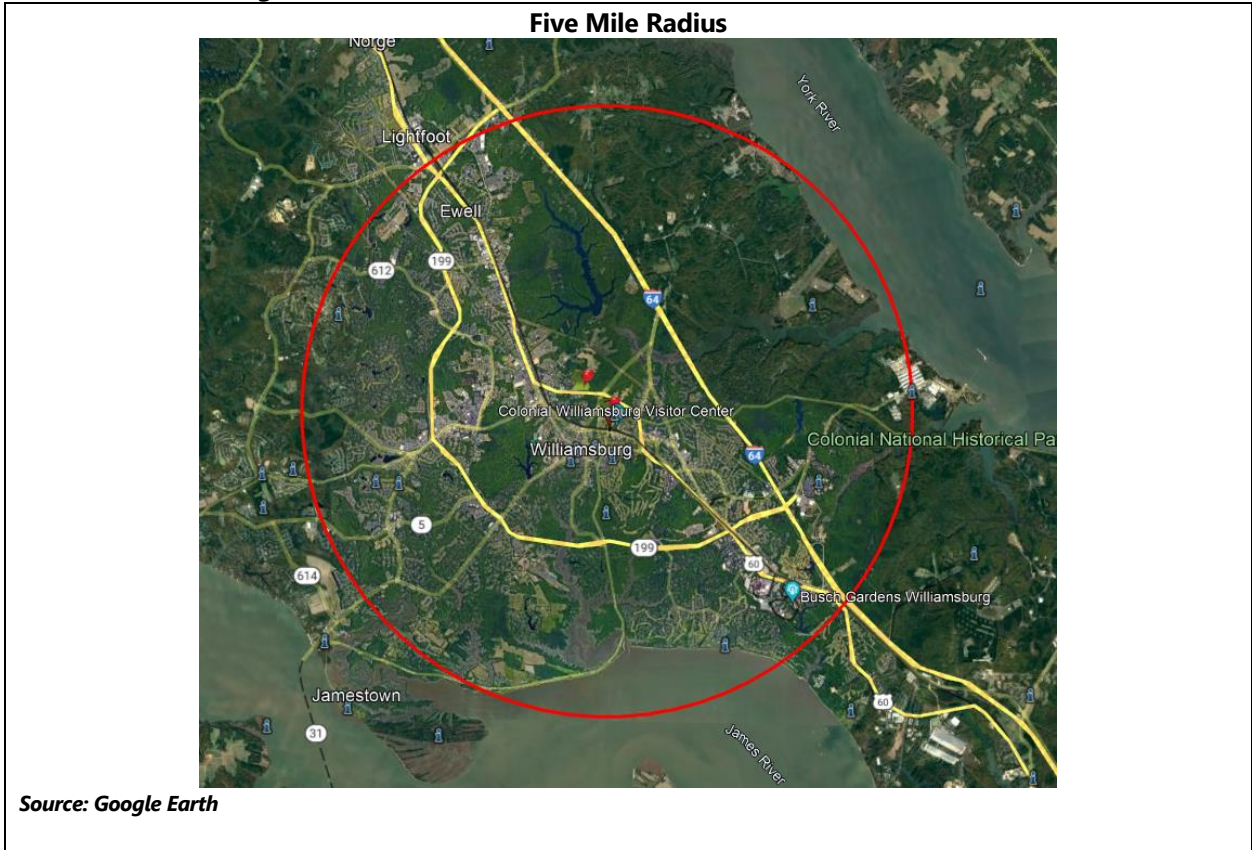 Five Mile Radius
Norge
York River
Lightfoot
Ewell
612
199
64
Colonial Williamsburg Visitor Center
Colonial National Historical Pa
Williamsburg
64
5
199
60
614
Busch Gardens Williamsburg
Jamestown
60
31
James River
Source: Google Earth